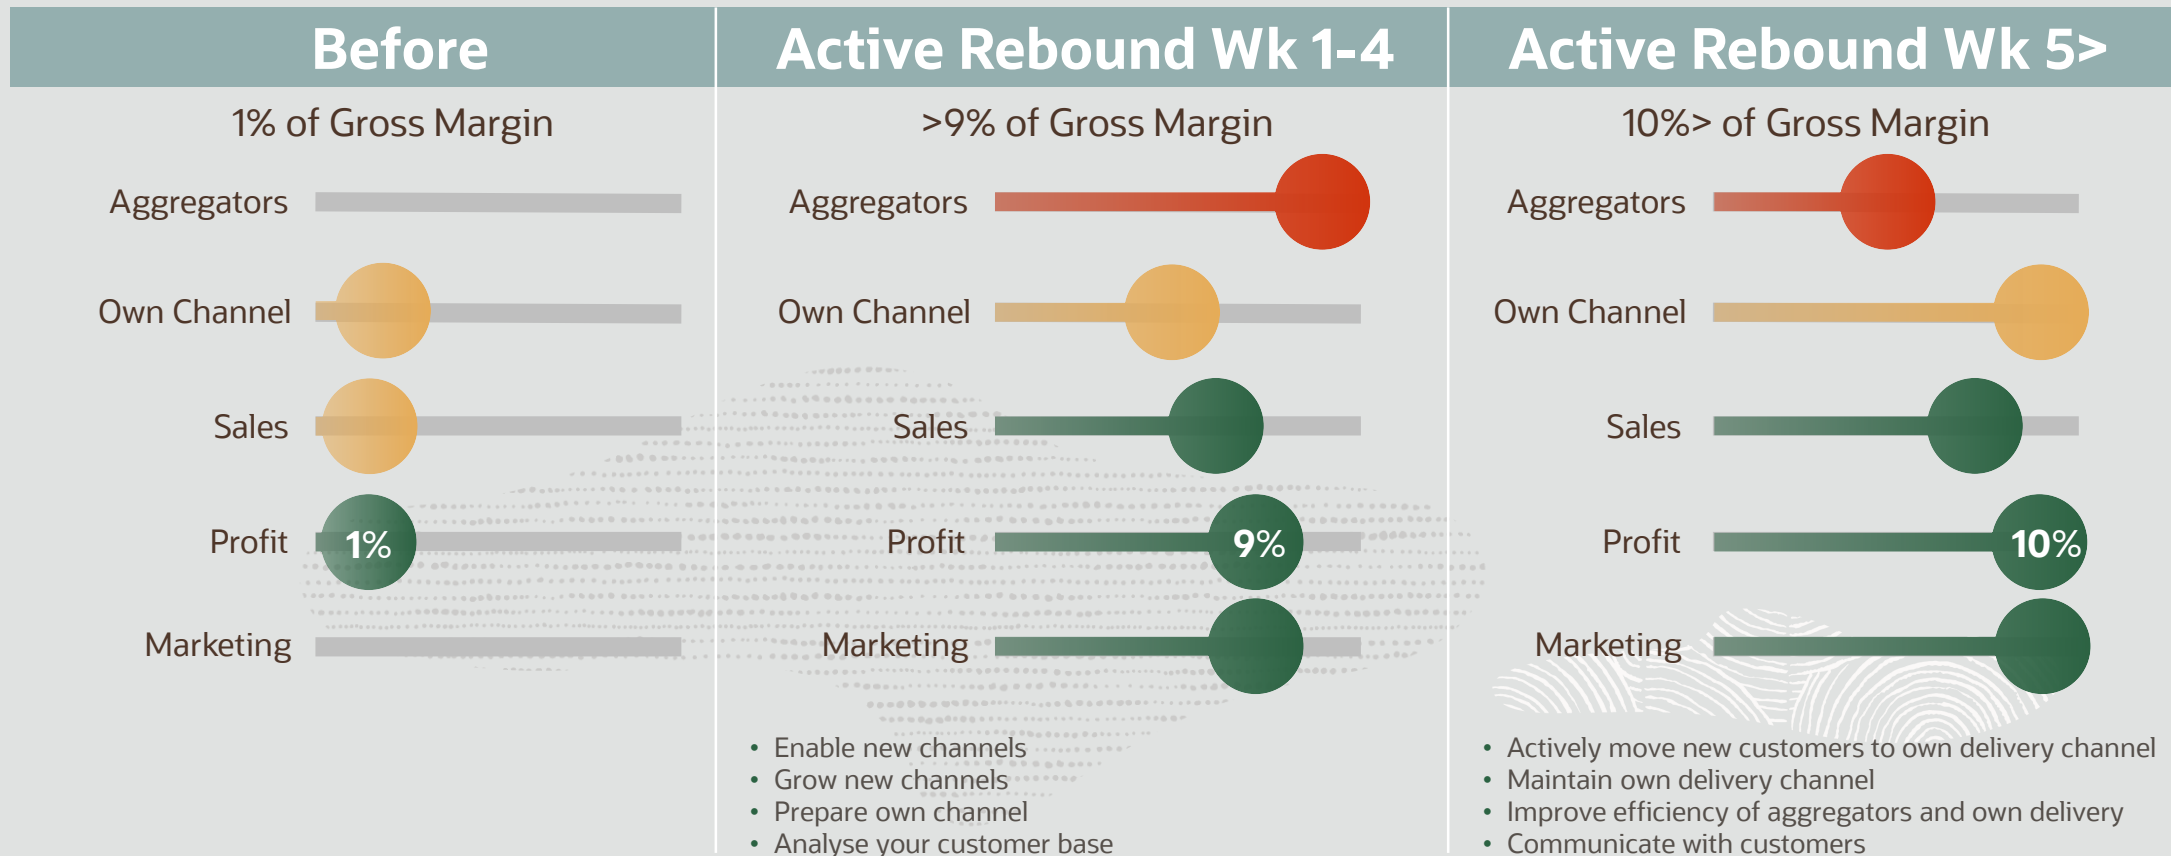 Before
1% of Gross Margin
Aggregators
Own Channel
Sales
Profit
1%
Marketing
Active Rebound Wk 1-4
>9% of Gross Margin
Aggregators
Own Channel
Sales
Profit
9%
Marketing
• Enable new channels
• Grow new channels
• Prepare own channel
• Analyse your customer base
Active Rebound Wk 5>
10%> of Gross Margin
Aggregators
Own Channel
Sales
Profit
10%
Marketing
• Actively move new customers to own delivery channel
• Maintain own delivery channel
• Improve efficiency of aggregators and own delivery
• Communicate with customers